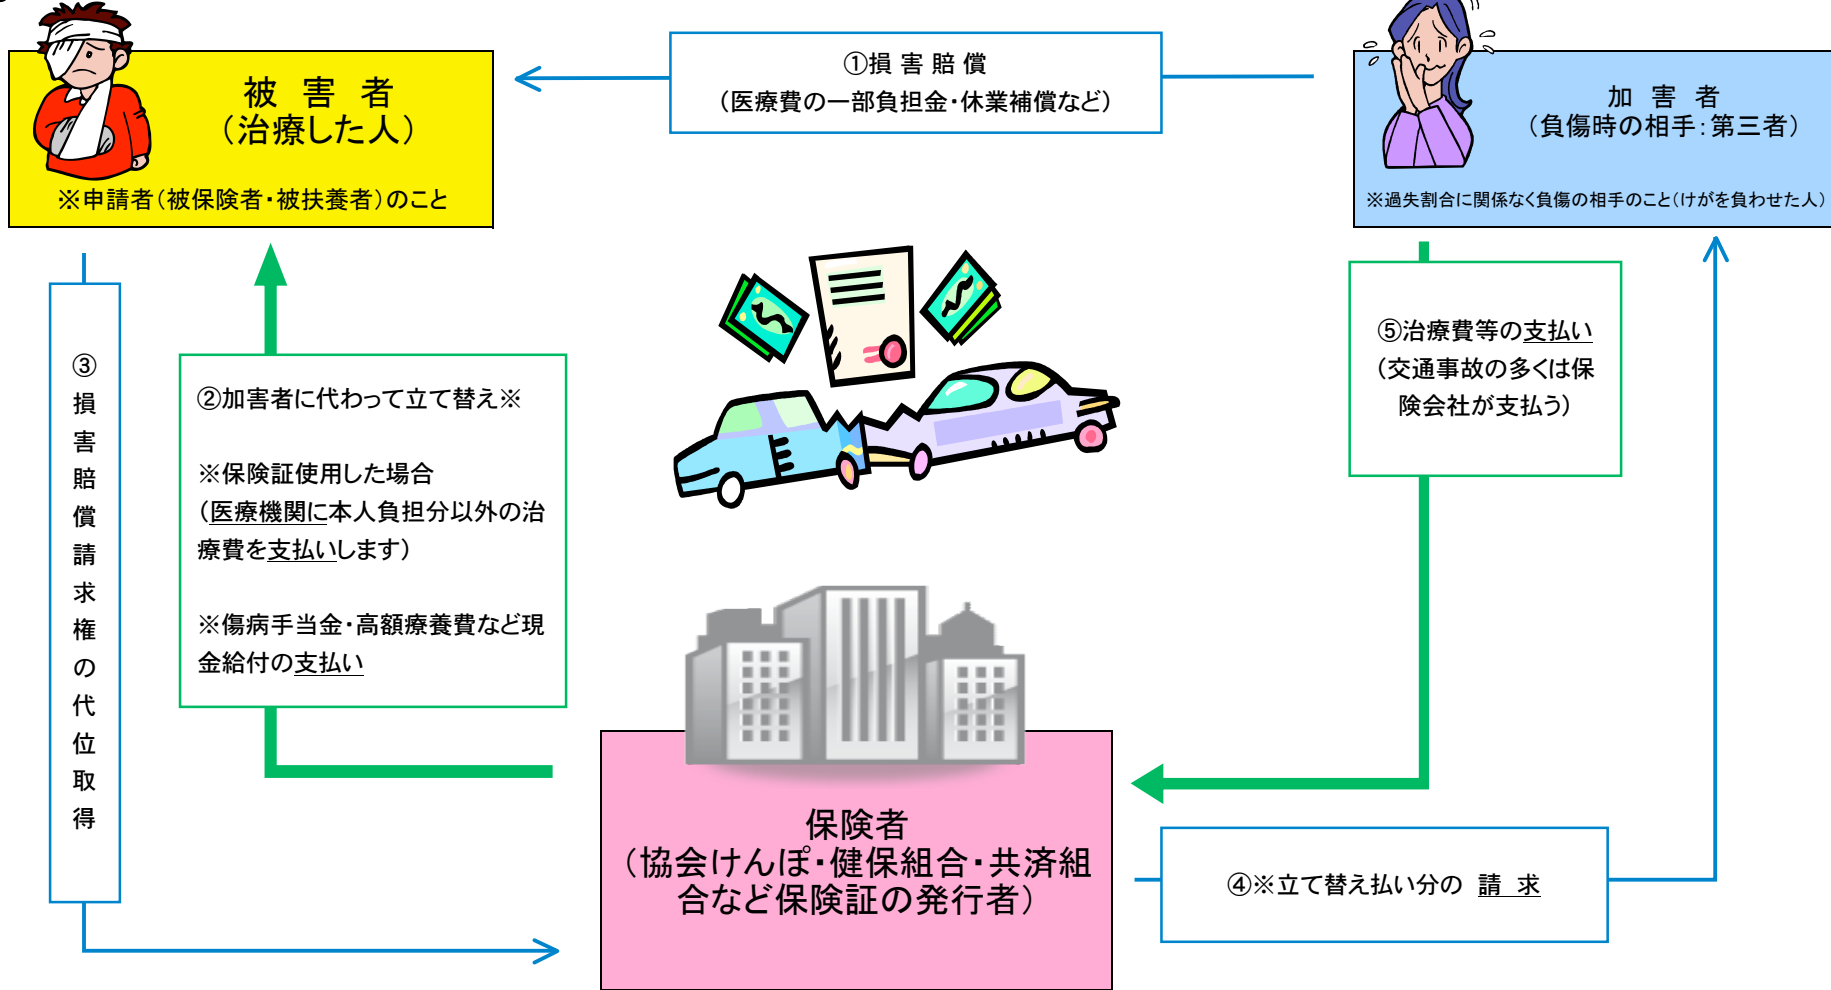 被 害 者
（治療した人）
※申請者（被保険者・被扶養者）のこと
①損 害 賠 償
（医療費の一部負担金・休業補償など）
加 害 者
（負傷時の相手：第三者）
※過失割合に関係なく負傷の相手のこと（けがを負わせた人）
③損害賠償請求権の代位取得
②加害者に代わって立て替え※
※保険証使用した場合
（医療機関に本人負担分以外の治
療費を支払いします）
※傷病手当金・高額療養費など現
金給付の支払い
⑤治療費等の支払い
（交通事故の多くは保
険会社が支払う）
保険者
（協会けんぽ・健保組合・共済組
合など保険証の発行者）
④※立て替え払い分の 請 求